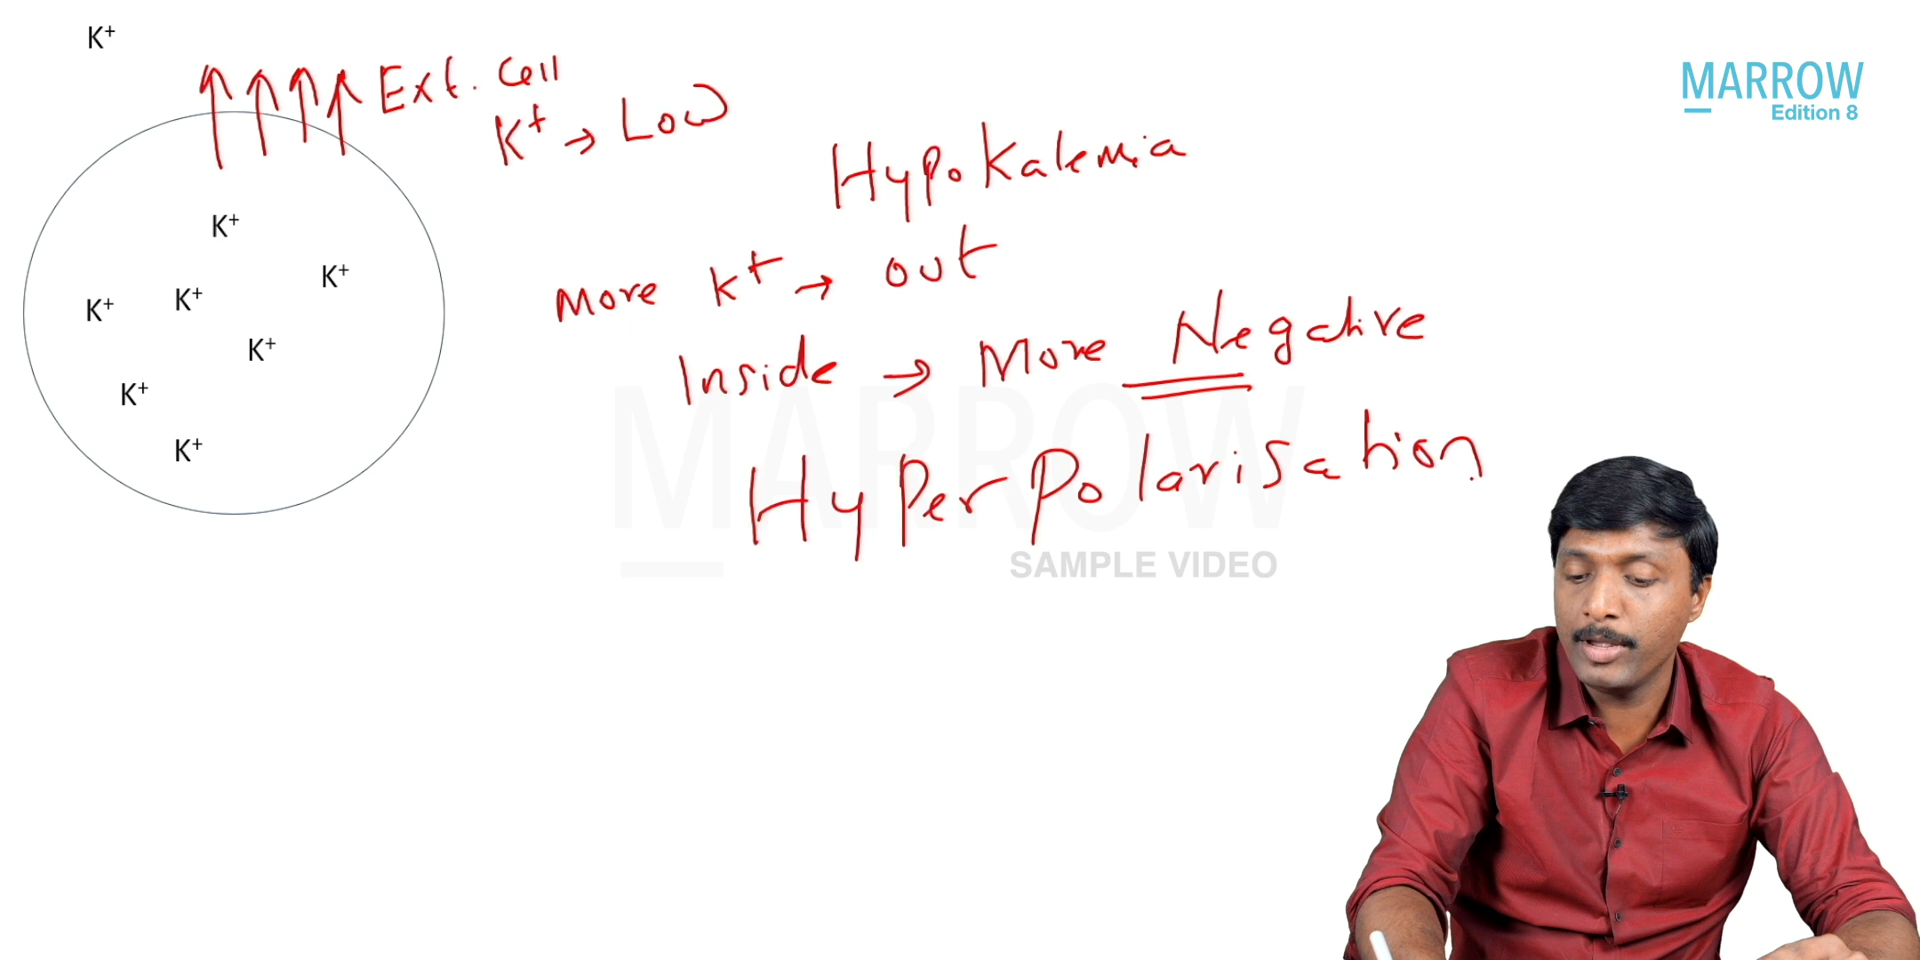 K⁺
MARROW
Edition 8
Ext. Cell
K⁺ → Low
Hypokalemia
More K⁺ → out
Inside → More Negative
HyperPolarisation
K⁺
K⁺
K⁺
K⁺
K⁺
K⁺
K⁺
MARROW
SAMPLE VIDEO